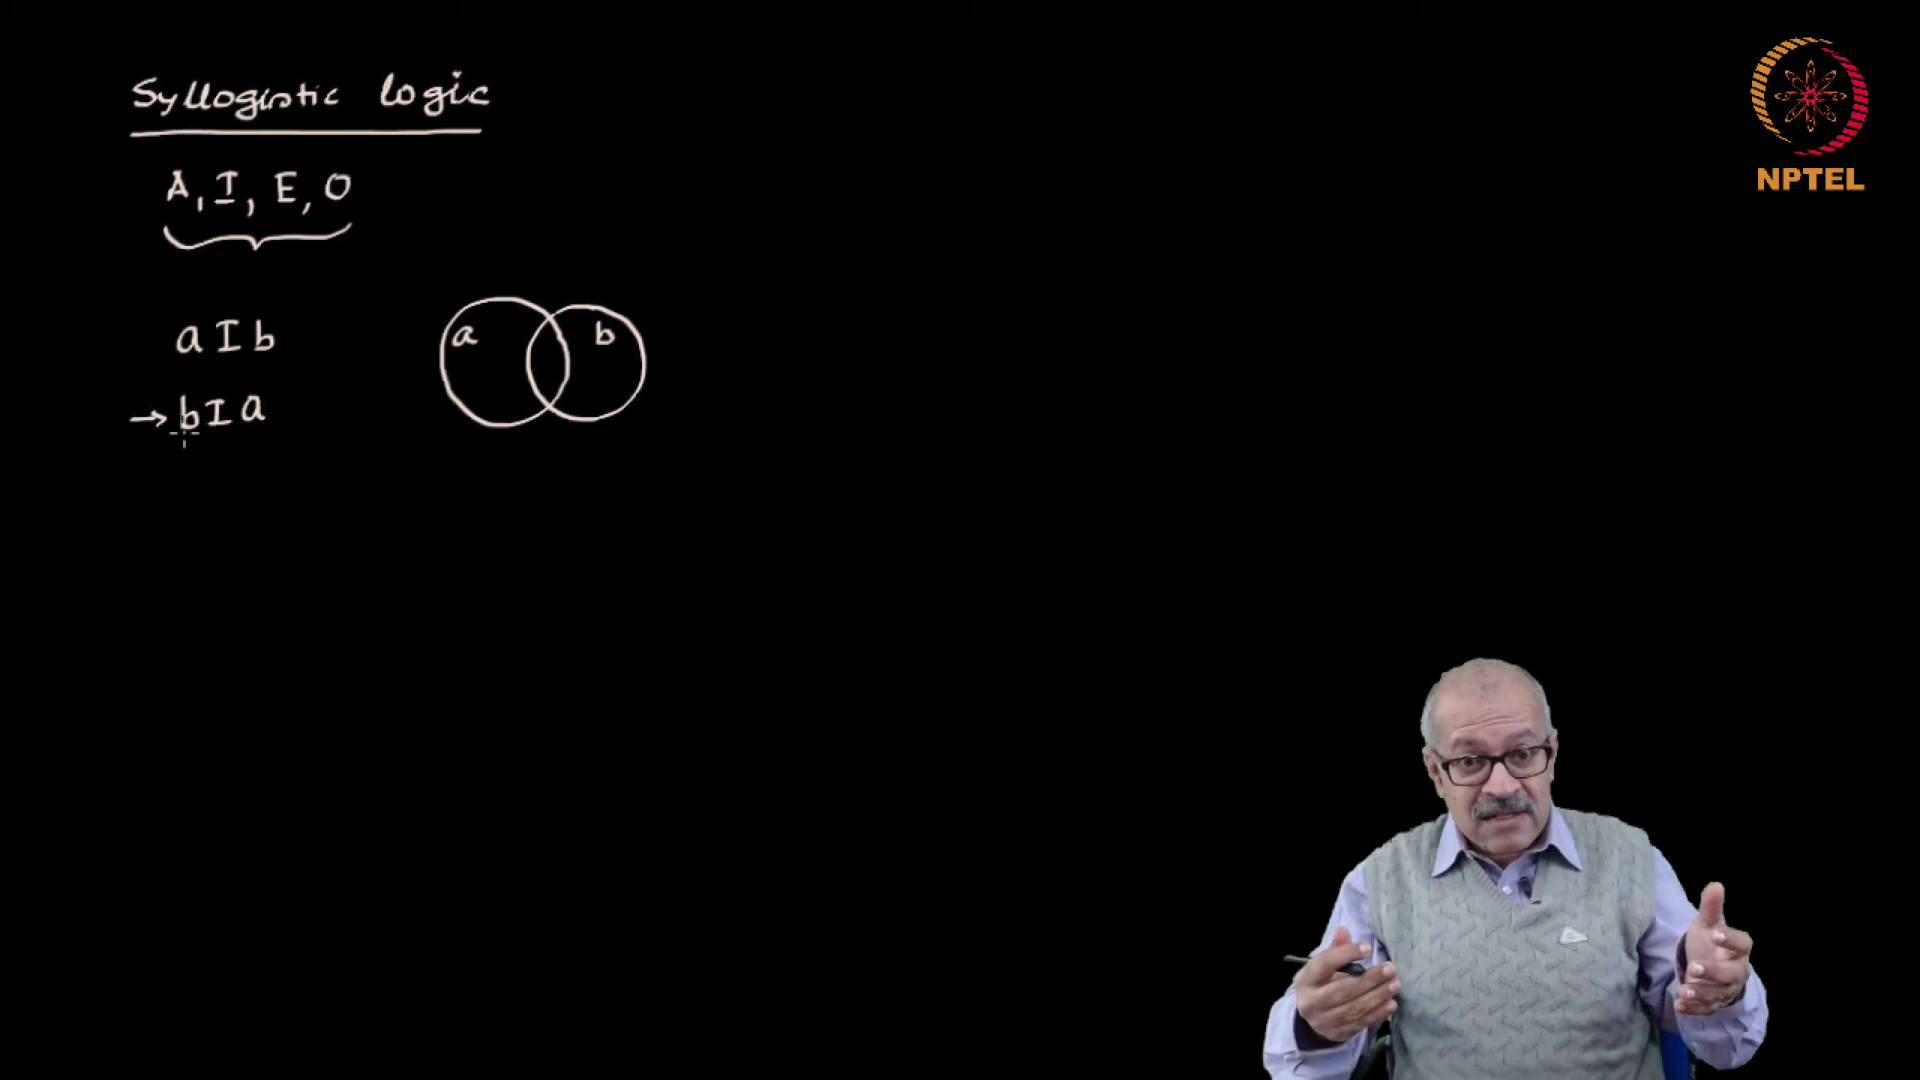 Syllogistic logic
A, I, E, O
a I b
a b
→ b I a
NPTEL